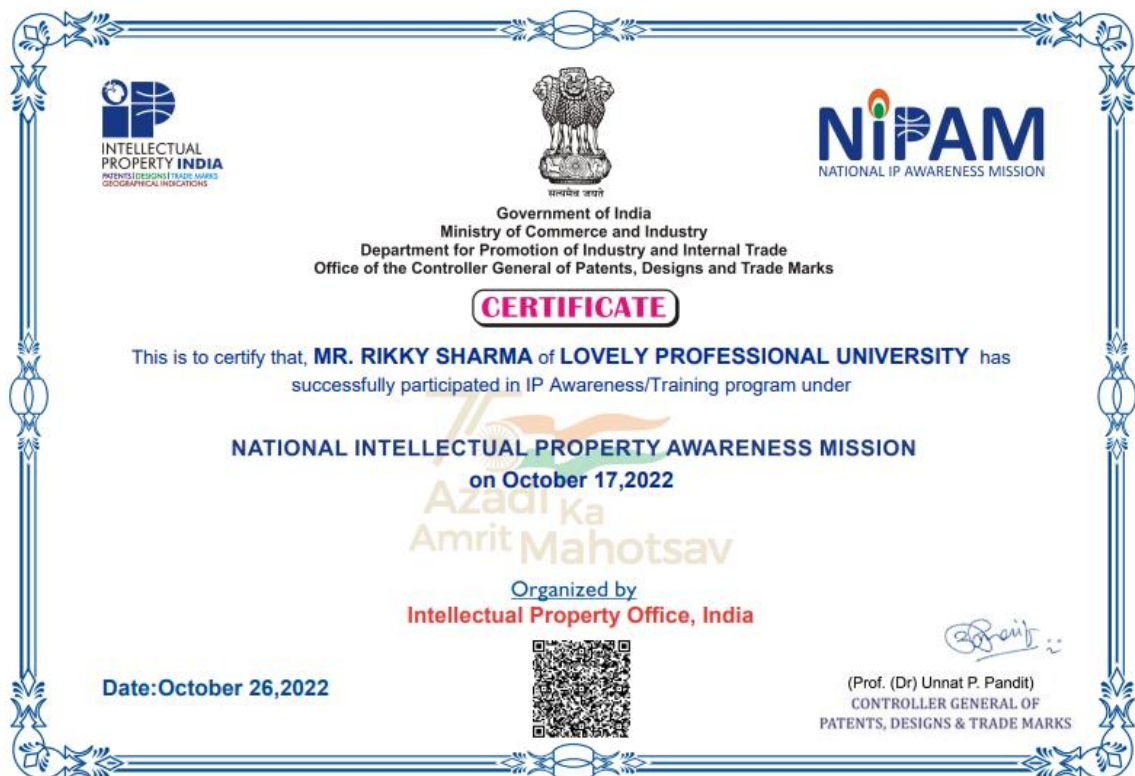 INTELLECTUAL
PROPERTY INDIA
PATENTS|DESIGNS|TRADE MARKS
GEOGRAPHICAL INDICATIONS
सत्यमेव जयते
NiPAM
NATIONAL IP AWARENESS MISSION
Government of India
Ministry of Commerce and Industry
Department for Promotion of Industry and Internal Trade
Office of the Controller General of Patents, Designs and Trade Marks
CERTIFICATE
This is to certify that, MR. RIKKY SHARMA of LOVELY PROFESSIONAL UNIVERSITY has
successfully participated in IP Awareness/Training program under
NATIONAL INTELLECTUAL PROPERTY AWARENESS MISSION
on October 17,2022
75
Azadi Ka
Amrit Mahotsav
Organized by
Intellectual Property Office, India
Date:October 26,2022
(Prof. (Dr) Unnat P. Pandit)
CONTROLLER GENERAL OF
PATENTS, DESIGNS & TRADE MARKS